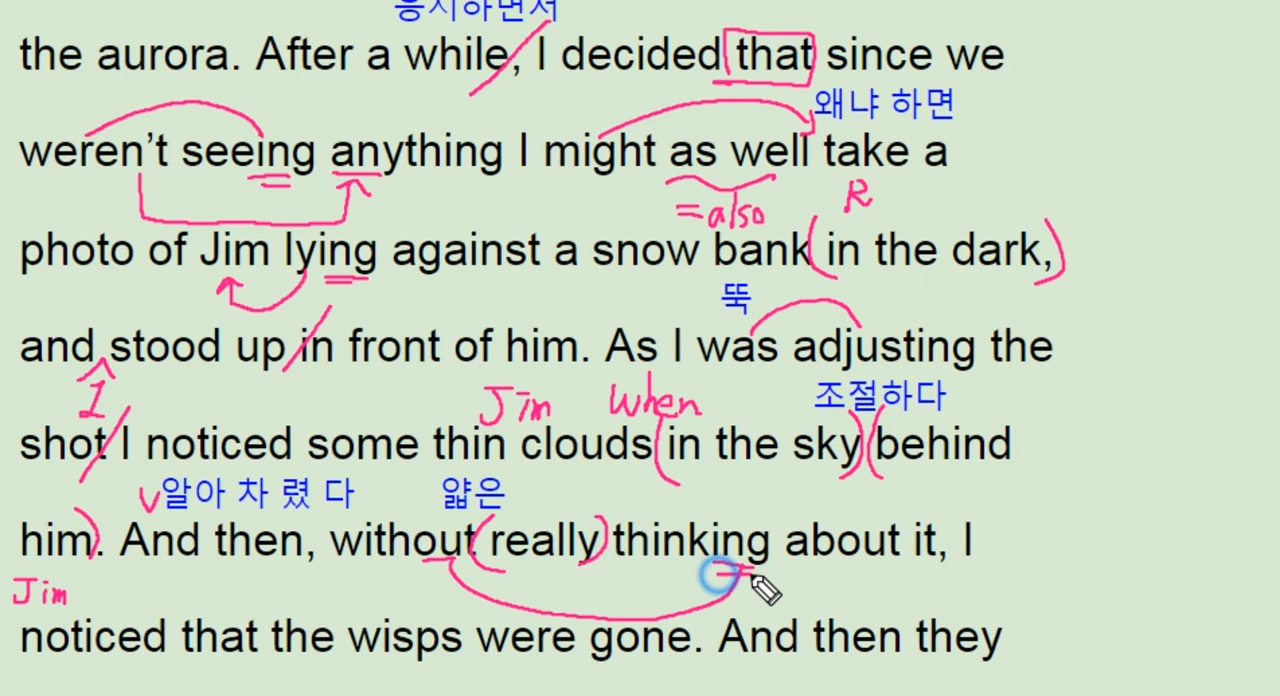 응시하면서
the aurora. After a while, I decided that since we
왜냐 하면
weren't seeing anything I might as well take a
=also R
photo of Jim lying against a snow bank (in the dark,)
뚝
and stood up in front of him. As I was adjusting the
I Jim When 조절하다
shot I noticed some thin clouds (in the sky) (behind
알아 차 렸 다 얇은
him). And then, without (really) thinking about it, I
Jim
noticed that the wisps were gone. And then they